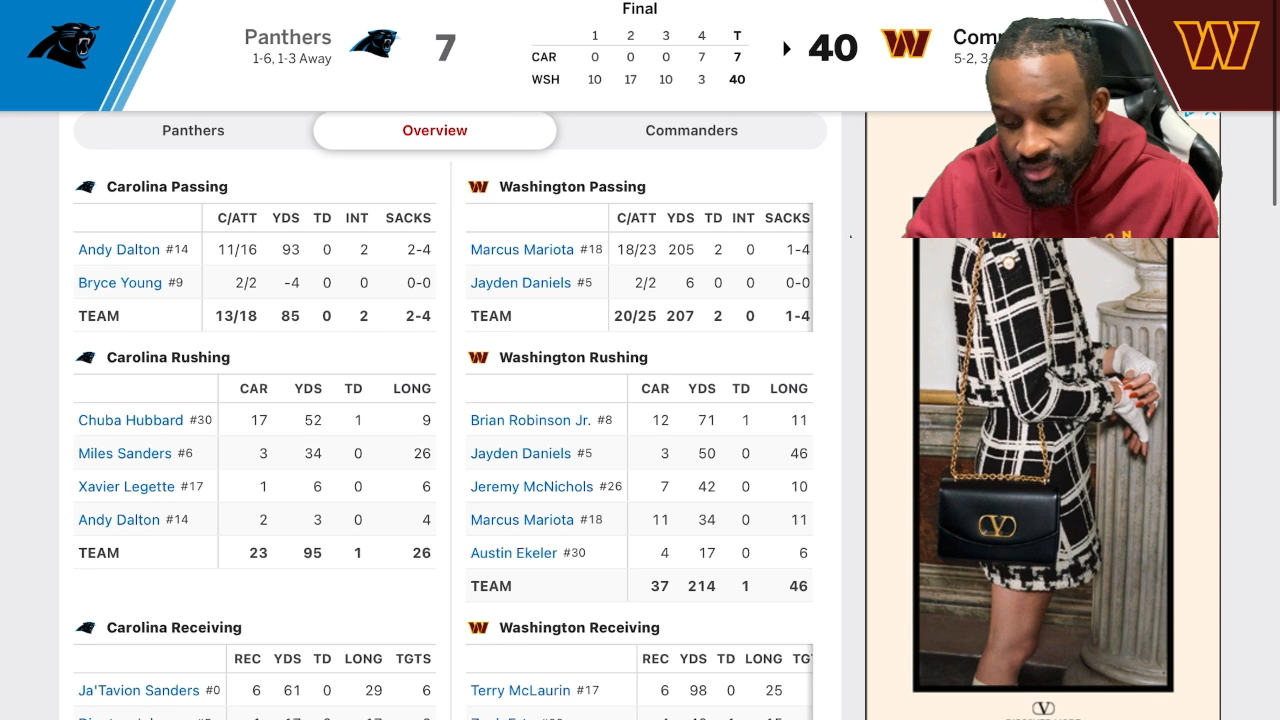 Final
Panthers
1-6, 1-3 Away
7
1 2 3 4 T
CAR 0 0 0 7 7
WSH 10 17 10 3 40
40
W
5-2,
W
Panthers
Overview
Commanders
Carolina Passing
C/ATT YDS TD INT SACKS
Andy Dalton #14 11/16 93 0 2 2-4
Bryce Young #9 2/2 -4 0 0 0-0
TEAM 13/18 85 0 2 2-4
W Washington Passing
C/ATT YDS TD INT SACKS
Marcus Mariota #18 18/23 205 2 0 1-4
Jayden Daniels #5 2/2 6 0 0 0-0
TEAM 20/25 207 2 0 1-4
Carolina Rushing
CAR YDS TD LONG
Chuba Hubbard #30 17 52 1 9
Miles Sanders #6 3 34 0 26
Xavier Legette #17 1 6 0 6
Andy Dalton #14 2 3 0 4
TEAM 23 95 1 26
W Washington Rushing
CAR YDS TD LONG
Brian Robinson Jr. #8 12 71 1 11
Jayden Daniels #5 3 50 0 46
Jeremy McNichols #26 7 42 0 10
Marcus Mariota #18 11 34 0 11
Austin Ekeler #30 4 17 0 6
TEAM 37 214 1 46
Carolina Receiving
REC YDS TD LONG TGTS
Ja'Tavion Sanders #0 6 61 0 29 6
W Washington Receiving
REC YDS TD LONG
Terry McLaurin #17 6 98 0 25
V
V